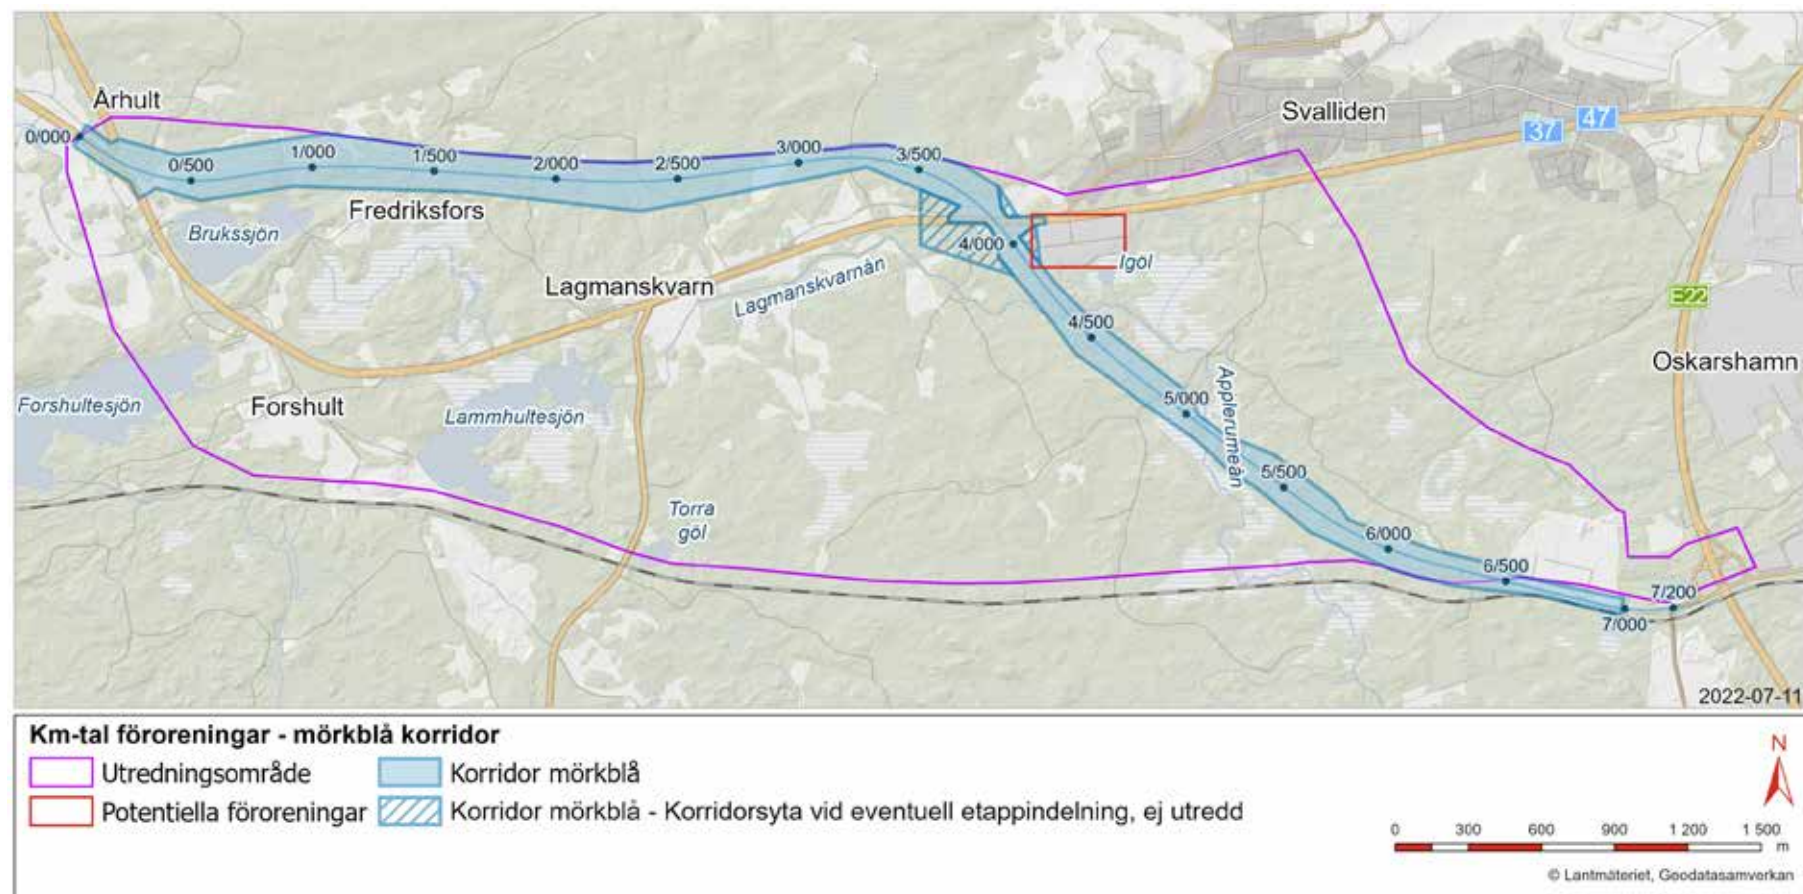 Århult
0/000
0/500
1/000
1/500
2/000
2/500
3/000
3/500
Svalliden
37
47
Brukssjön
Fredriksfors
4/000
Igöl
Lagmanskvarn
Lagmanskvarnån
E22
4/500
Oskarshamn
Forshultesjön
Forshult
Lammhultesjön
5/000
Applerumeån
5/500
Torra
göl
6/000
6/500
7/200
7/000
2022-07-11
Km-tal föroreningar - mörkblå korridor
Utredningsområde
Korridor mörkblå
Potentiella föroreningar
Korridor mörkblå - Korridorsyta vid eventuell etappindelning, ej utredd
N
0 300 600 900 1 200 1 500
m
© Lantmäteriet, Geodatasamverkan